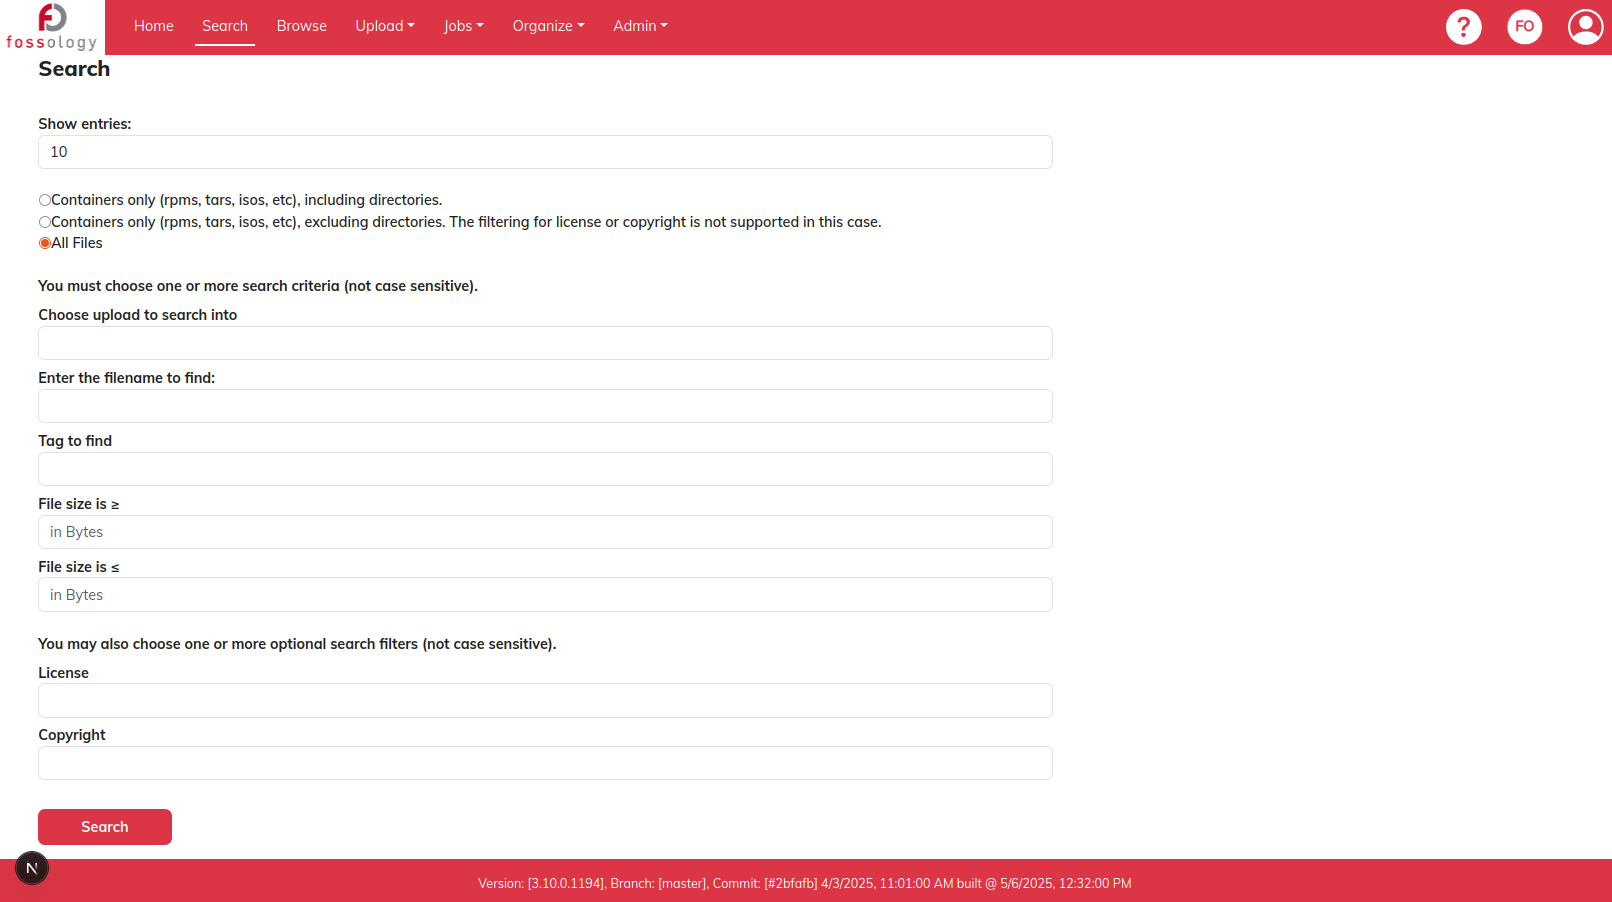 fossology
Home Search Browse Upload Jobs Organize Admin ? FO
Search
Show entries:
10
Containers only (rpms, tars, isos, etc), including directories.
Containers only (rpms, tars, isos, etc), excluding directories. The filtering for license or copyright is not supported in this case.
All Files
You must choose one or more search criteria (not case sensitive).
Choose upload to search into
Enter the filename to find:
Tag to find
File size is ≥
in Bytes
File size is ≤
in Bytes
You may also choose one or more optional search filters (not case sensitive).
License
Copyright
Search
N
Version: [3.10.0.1194], Branch: [master], Commit: [#2bfafb] 4/3/2025, 11:01:00 AM built @ 5/6/2025, 12:32:00 PM